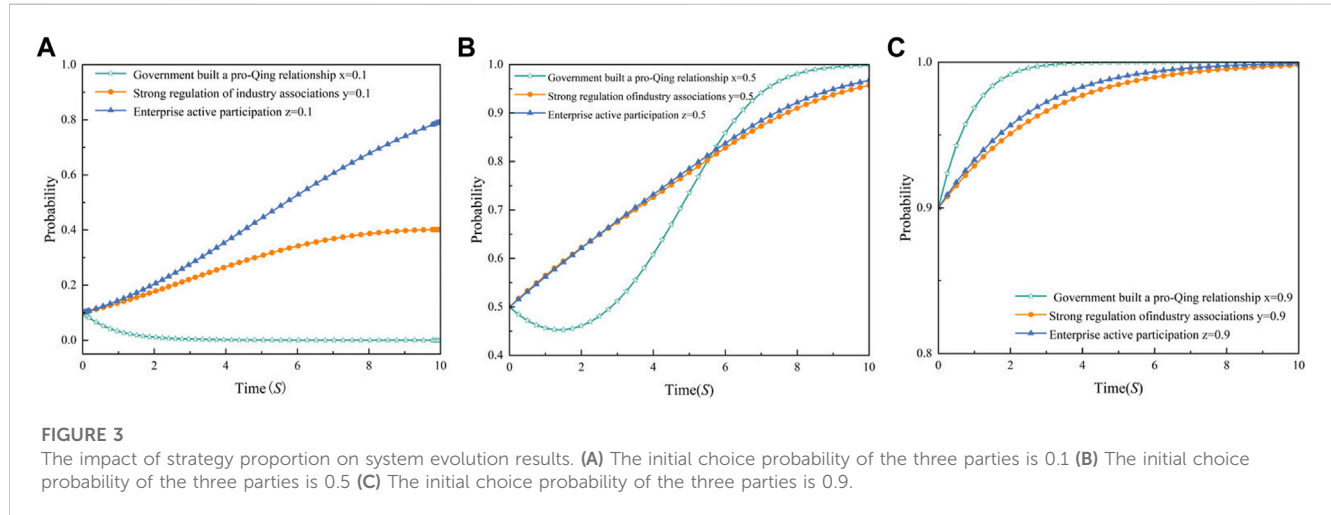 A
1.0
0.8
0.6
0.4
0.2
0.0
Probability
Government built a pro-Qing relationship x=0.1
Strong regulation of industry associations y=0.1
Enterprise active participation z=0.1
0 2 4 6 8 10
Time(S)
B
1.0
0.9
0.8
0.7
0.6
0.5
0.4
Probability
Government built a pro-Qing relationship x=0.5
Strong regulation ofindustry associations y=0.5
Enterprise active participation z=0.5
0 2 4 6 8 10
Time(S)
C
1.0
0.9
0.8
Probability
Government built a pro-Qing relationship x=0.9
Strong regulation ofindustry associations y=0.9
Enterprise active participation z=0.9
0 2 4 6 8 10
Time(S)
FIGURE 3
The impact of strategy proportion on system evolution results. (A) The initial choice probability of the three parties is 0.1 (B) The initial choice
probability of the three parties is 0.5 (C) The initial choice probability of the three parties is 0.9.